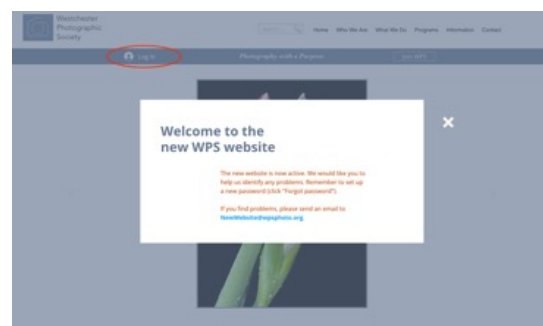 Westchester
Photographic
Society
Home Who We Are What We Do Programs Information Contact
Log In
Photography with a Purpose
Join WPS
Welcome to the
new WPS website
The new website is now active. We would like you to
help us identify any problems. Remember to set up
a new password (click "Forgot password").
If you find problems, please send an email to
NewWebsite@wpsphoto.org